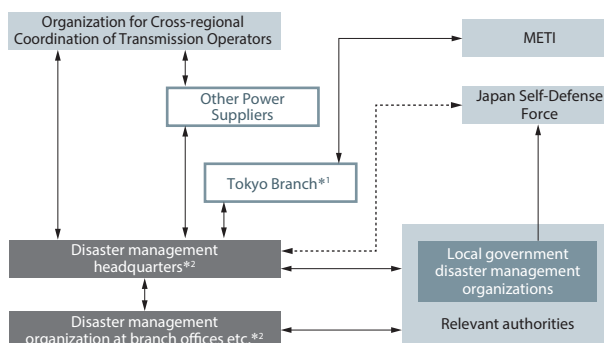 Organization for Cross-regional
Coordination of Transmission Operators
METI
Other Power
Suppliers
Japan Self-Defense
Force
Tokyo Branch*1
Disaster management
headquarters*2
Local government
disaster management
organizations
Disaster management
organization at branch offices etc.*2
Relevant authorities